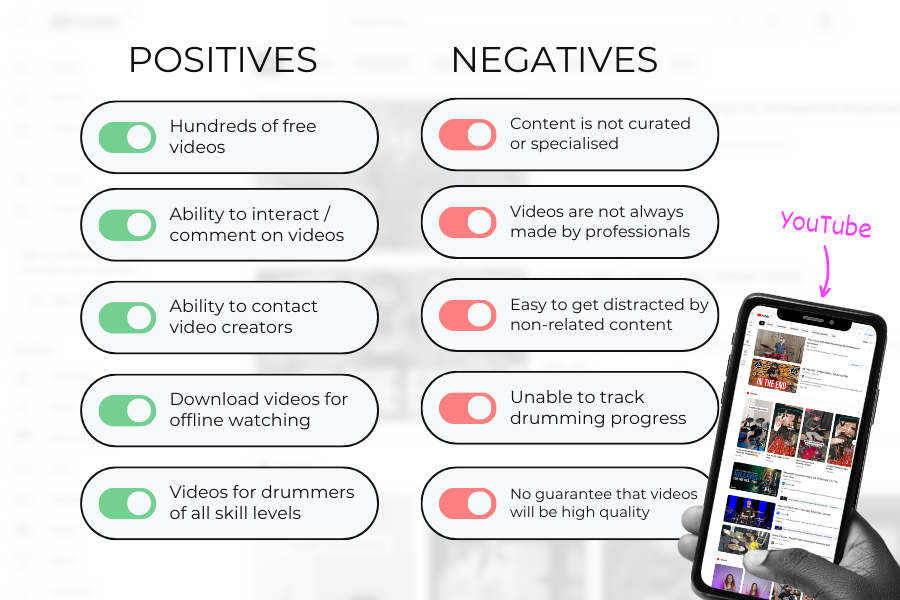 POSITIVES
Hundreds of free
videos
Ability to interact /
comment on videos
Ability to contact
video creators
Download videos for
offline watching
Videos for drummers
of all skill levels
NEGATIVES
Content is not curated
or specialised
Videos are not always
made by professionals
Easy to get distracted by
non-related content
Unable to track
drumming progress
No guarantee that videos
will be high quality
YouTube
IN THE END